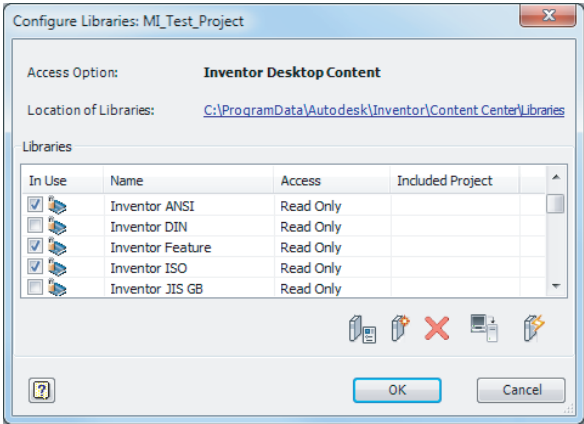 Configure Libraries: MI_Test_Project
Access Option: Inventor Desktop Content
Location of Libraries: C:\ProgramData\Autodesk\Inventor\Content Center\Libraries
Libraries
In Use Name Access Included Project
Inventor ANSI Read Only
Inventor DIN Read Only
Inventor Feature Read Only
Inventor ISO Read Only
Inventor JIS GB Read Only
OK Cancel